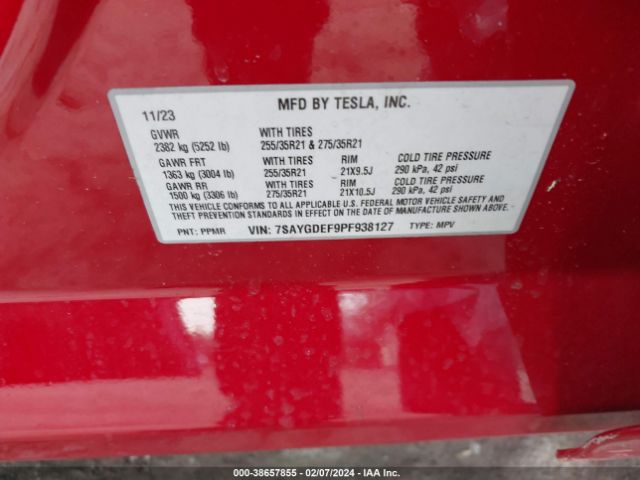 MFD BY TESLA, INC.
11/23
GVWR WITH TIRES
2382 kg (5252 lb) 255/35R21 & 275/35R21
GAWR FRT WITH TIRES RIM COLD TIRE PRESSURE
1363 kg (3004 lb) 255/35R21 21X9.5J 290 kPa, 42 psi
GAWR RR WITH TIRES RIM COLD TIRE PRESSURE
1500 kg (3306 lb) 275/35R21 21X10.5J 290 kPa, 42 psi
THIS VEHICLE CONFORMS TO ALL APPLICABLE U.S. FEDERAL MOTOR VEHICLE SAFETY AND
THEFT PREVENTION STANDARDS IN EFFECT ON THE DATE OF MANUFACTURE SHOWN ABOVE.
PNT: PPMR VIN: 7SAYGDEF9PF938127 TYPE: MPV
000-38657855 - 02/07/2024 - IAA Inc.